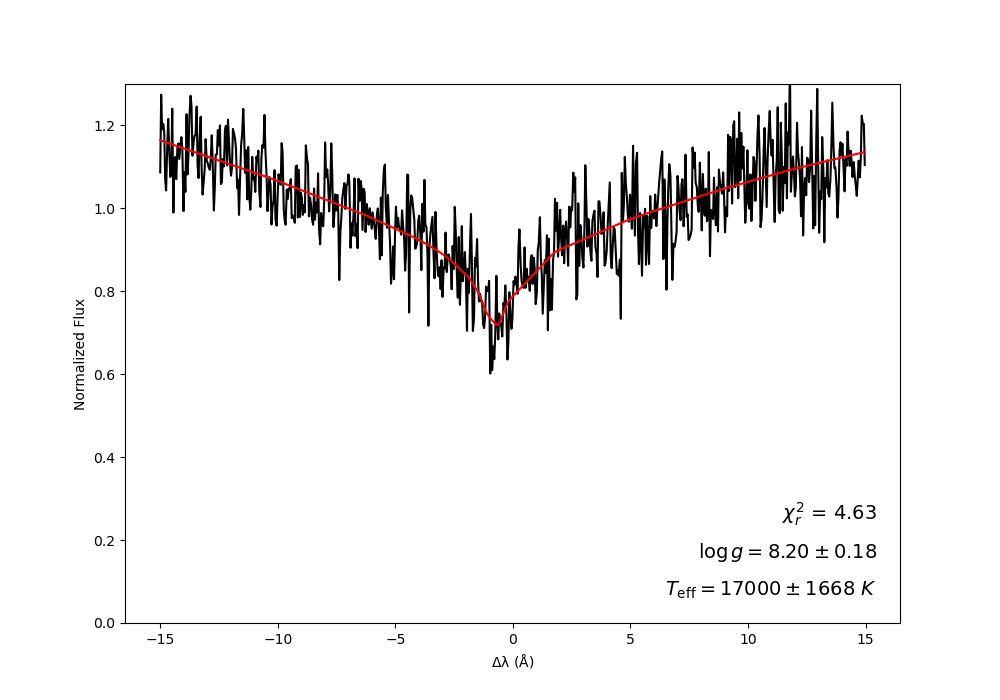 1.2
1.0
0.8
0.6
0.4
0.2
0.0
Normalized Flux
χ²ᵣ = 4.63
log g = 8.20 ± 0.18
T_eff = 17000 ± 1668 K
−15 −10 −5 0 5 10 15
Δλ (Å)